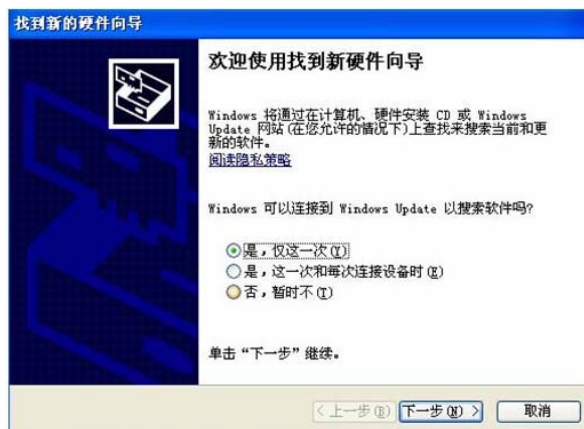 找到新的硬件向导
欢迎使用找到新硬件向导
Windows 将通过在计算机、硬件安装 CD 或 Windows
Update 网站(在您允许的情况下)上查找来搜索当前和更
新的软件。
阅读隐私策略
Windows 可以连接到 Windows Update 以搜索软件吗?
是，仅这一次(Y)
是，这一次和每次连接设备时(E)
否，暂时不(T)
单击“下一步”继续。
<上一步(B) 下一步(N)> 取消